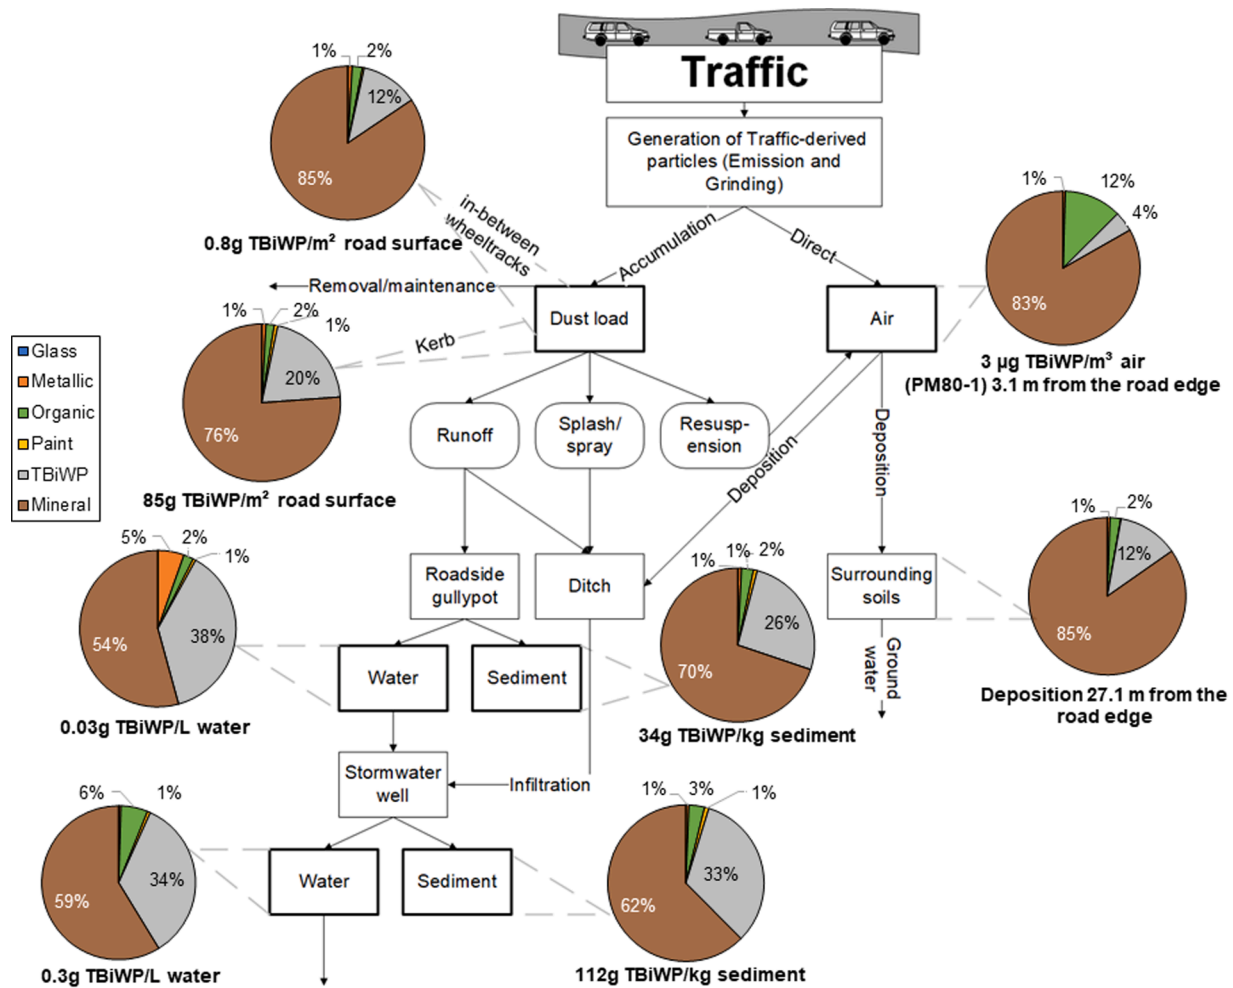 Traffic
Generation of Traffic-derived
particles (Emission and
Grinding)
Accumulation
Direct
1%
2%
12%
85%
0.8g TBiWP/m² road surface
in-between
wheeltracks
Removal/maintenance
Dust load
Air
1%
12%
4%
83%
3 µg TBiWP/m³ air
(PM80-1) 3.1 m from the road edge
Glass
Metallic
Organic
Paint
TBiWP
Mineral
1%
2%
1%
20%
76%
85g TBiWP/m² road surface
Kerb
Runoff
Splash/
spray
Resusp-
ension
Deposition
Deposition
5%
2%
1%
38%
54%
0.03g TBiWP/L water
Roadside
gullypot
Ditch
Surrounding
soils
Ground
water
1%
1%
2%
26%
70%
34g TBiWP/kg sediment
1%
2%
12%
85%
Deposition 27.1 m from the
road edge
Water
Sediment
Stormwater
well
Infiltration
6%
1%
34%
59%
0.3g TBiWP/L water
Water
Sediment
1%
3%
1%
33%
62%
112g TBiWP/kg sediment